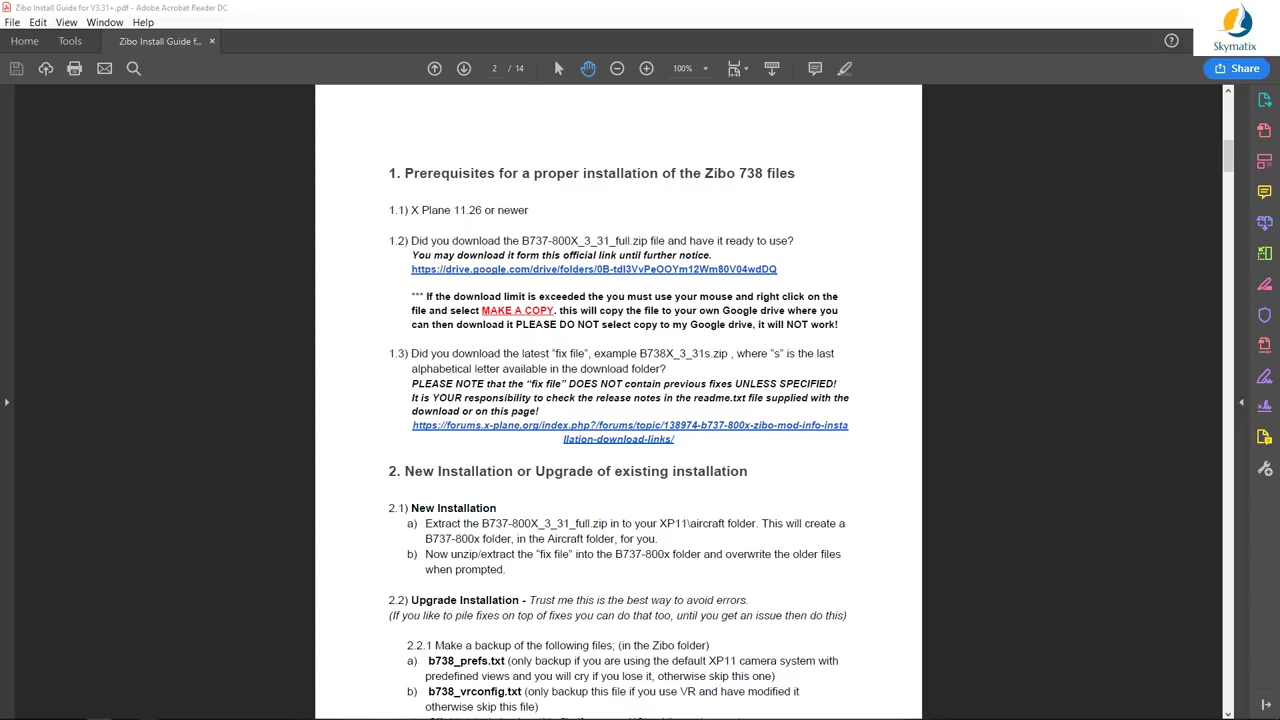 Zibo Install Guide for V3.31+.pdf - Adobe Acrobat Reader DC
File Edit View Window Help
Home Tools Zibo Install Guide f... ×
Skymatix
2 / 14 100% Share
1. Prerequisites for a proper installation of the Zibo 738 files
1.1) X Plane 11.26 or newer
1.2) Did you download the B737-800X_3_31_full.zip file and have it ready to use?
You may download it form this official link until further notice.
https://drive.google.com/drive/folders/0B-tdl3VvPeOOYm12Wm80V04wdDQ
*** If the download limit is exceeded the you must use your mouse and right click on the
file and select MAKE A COPY. this will copy the file to your own Google drive where you
can then download it PLEASE DO NOT select copy to my Google drive, it will NOT work!
1.3) Did you download the latest “fix file”, example B738X_3_31s.zip , where “s” is the last
alphabetical letter available in the download folder?
PLEASE NOTE that the “fix file” DOES NOT contain previous fixes UNLESS SPECIFIED!
It is YOUR responsibility to check the release notes in the readme.txt file supplied with the
download or on this page!
https://forums.x-plane.org/index.php?/forums/topic/138974-b737-800x-zibo-mod-info-insta
llation-download-links/
2. New Installation or Upgrade of existing installation
2.1) New Installation
a) Extract the B737-800X_3_31_full.zip in to your XP11\aircraft folder. This will create a
B737-800x folder, in the Aircraft folder, for you.
b) Now unzip/extract the “fix file” into the B737-800x folder and overwrite the older files
when prompted.
2.2) Upgrade Installation - Trust me this is the best way to avoid errors.
(If you like to pile fixes on top of fixes you can do that too, until you get an issue then do this)
2.2.1 Make a backup of the following files; (in the Zibo folder)
a) b738_prefs.txt (only backup if you are using the default XP11 camera system with
predefined views and you will cry if you lose it, otherwise skip this one)
b) b738_vrconfig.txt (only backup this file if you use VR and have modified it
otherwise skip this file)